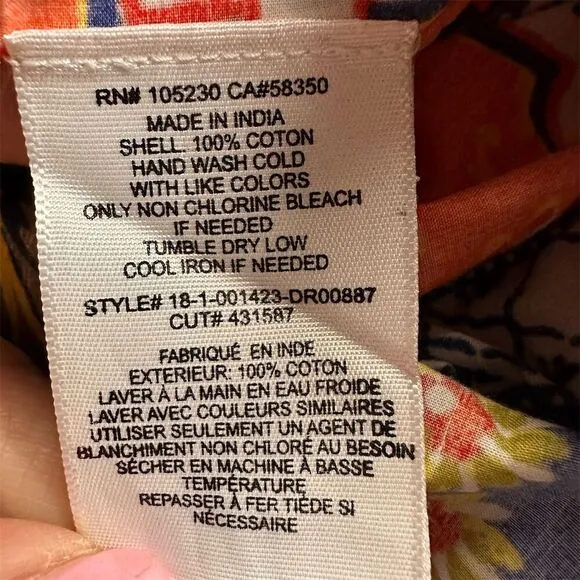 RN# 105230 CA#58350
MADE IN INDIA
SHELL. 100% COTON
HAND WASH COLD
WITH LIKE COLORS
ONLY NON CHLORINE BLEACH
IF NEEDED
TUMBLE DRY LOW
COOL IRON IF NEEDED
STYLE# 18-1-001423-DR00887
CUT# 431587
FABRIQUÉ EN INDE
EXTERIEUR: 100% COTTON
LAVER À LA MAIN EN EAU FROIDE
LAVER AVEC COULEURS SIMILAIRES
UTILISER SEULEMENT UN AGENT DE
BLANCHIMENT NON CHLORÉ AU BESOIN
SÉCHER EN MACHINE À BASSE
TEMPÉRATURE
REPASSER À FER TIÈDE SI
NÉCESSAIRE